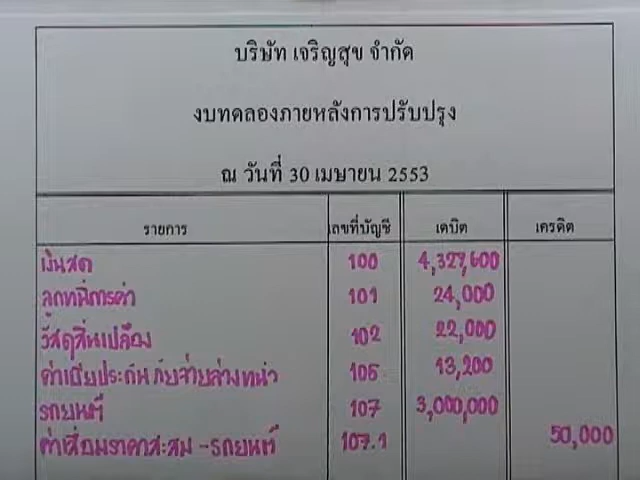 บริษัท เจริญสุข จำกัด
งบทดลองภายหลังการปรับปรุง
ณ วันที่ 30 เมษายน 2553
รายการ เลขที่บัญชี เดบิต เครดิต
เงินสด 100 4,327,600
ลูกหนี้การค้า 101 24,000
วัสดุสิ้นเปลือง 102 22,000
ค่าเบี้ยประกันภัยจ่ายล่วงหน้า 105 13,200
รถยนต์ 107 3,000,000
ค่าเสื่อมราคาสะสม - รถยนต์ 107.1 50,000